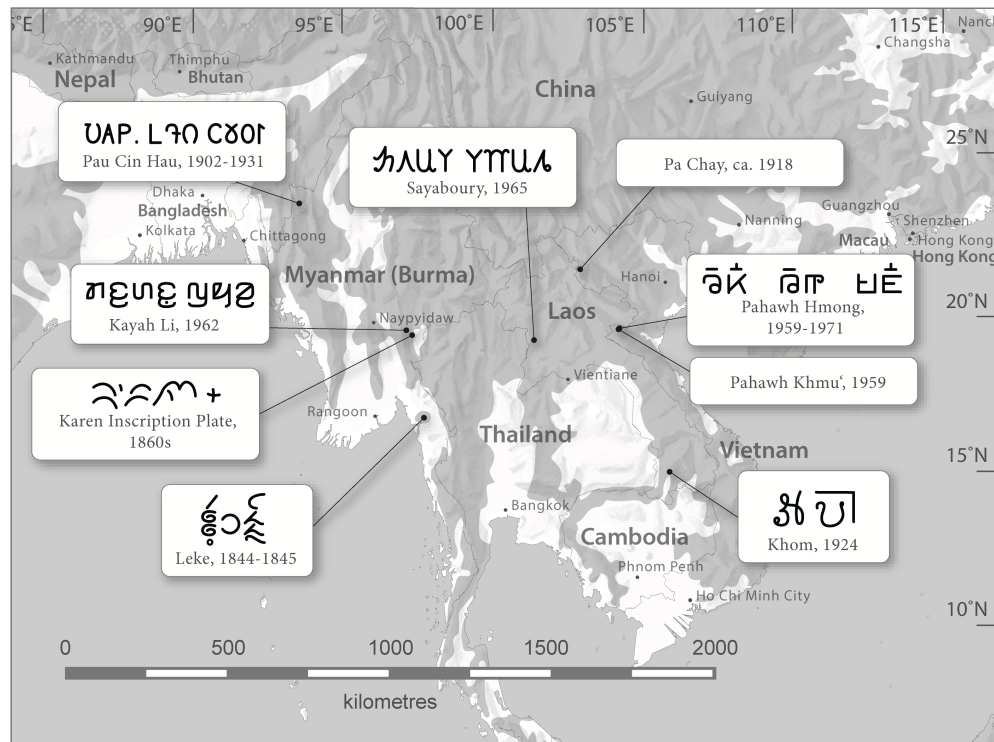 5°E 90°E 95°E 100°E 105°E 110°E 115°E
Kathmandu
Nepal
Thimphu
Bhutan
China
Changsha
Guiyang
25°N
Pau Cin Hau, 1902-1931
Sayaboury, 1965
Pa Chay, ca. 1918
Dhaka
Bangladesh
Kolkata
Chittagong
Guangzhou
Shenzhen
Nanning
Macau
Hong Kong
Hong Kong
Hanoi
Myanmar (Burma)
Kayah Li, 1962
Naypyidaw
Laos
20°N
Pahawh Hmong,
1959-1971
Pahawh Khmu‘, 1959
Vientiane
Karen Inscription Plate,
1860s
Rangoon
Thailand
Vietnam
15°N
Leke, 1844-1845
Bangkok
Khom, 1924
Cambodia
Phnom Penh
Ho Chi Minh City
10°N
0 500 1000 1500 2000
kilometres